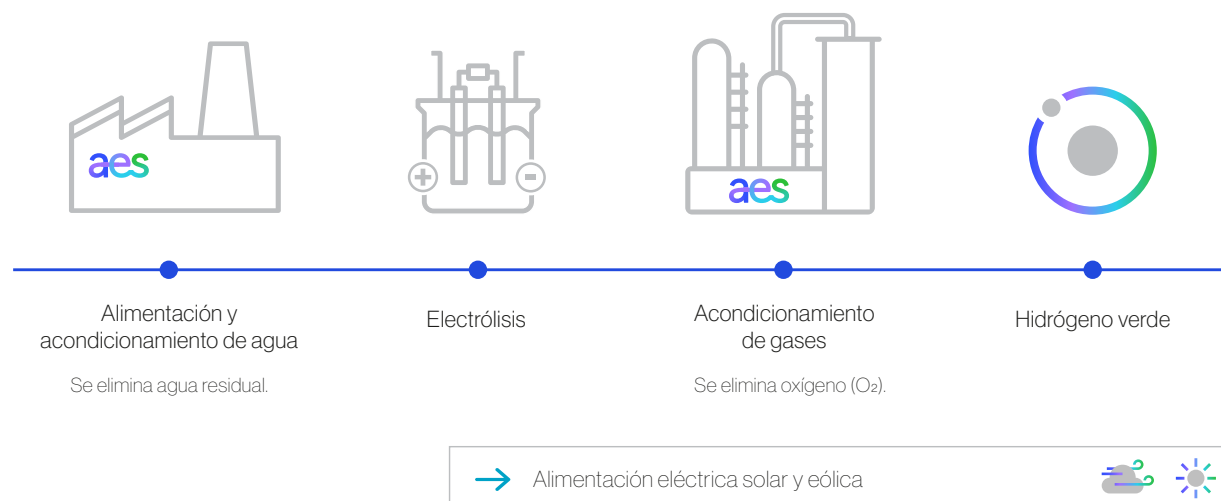 aes
aes
+
-
Alimentación y
acondicionamiento de agua
Se elimina agua residual.
Electrólisis
Acondicionamiento
de gases
Se elimina oxígeno (O₂).
Hidrógeno verde
Alimentación eléctrica solar y eólica